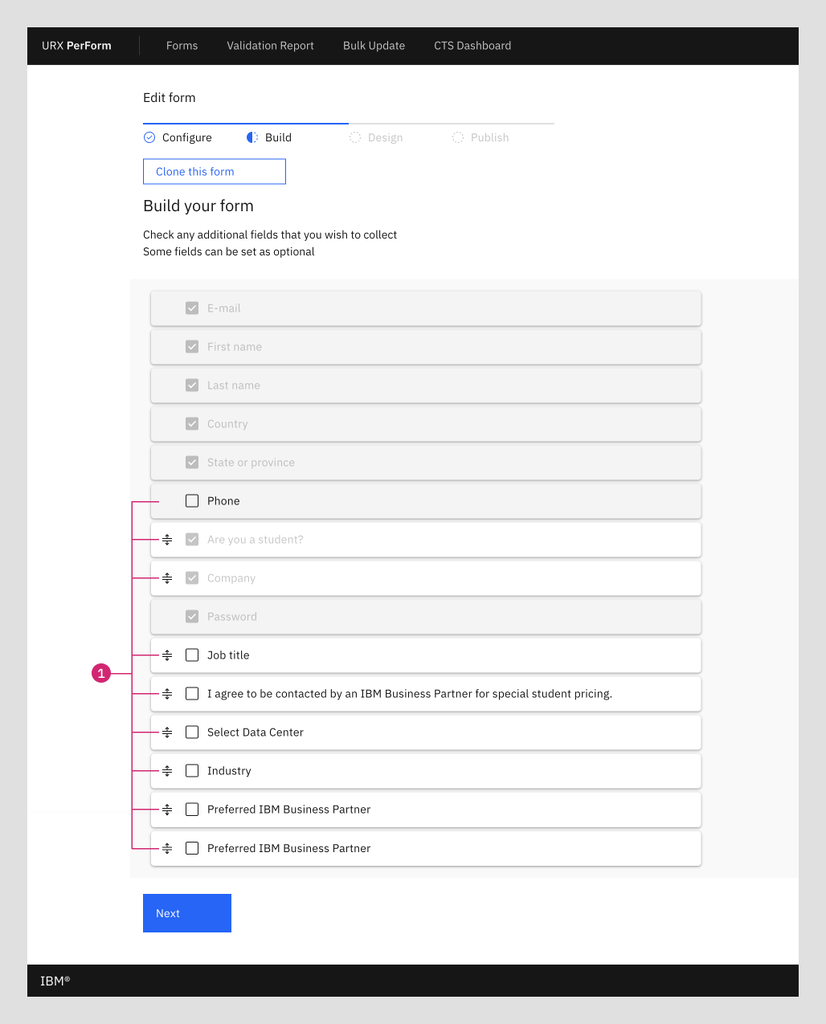 URX PerForm Forms Validation Report Bulk Update CTS Dashboard
Edit form
Configure Build Design Publish
Clone this form
Build your form
Check any additional fields that you wish to collect
Some fields can be set as optional
E-mail
First name
Last name
Country
State or province
Phone
Are you a student?
Company
Password
Job title
1
I agree to be contacted by an IBM Business Partner for special student pricing.
Select Data Center
Industry
Preferred IBM Business Partner
Preferred IBM Business Partner
Next
IBM®